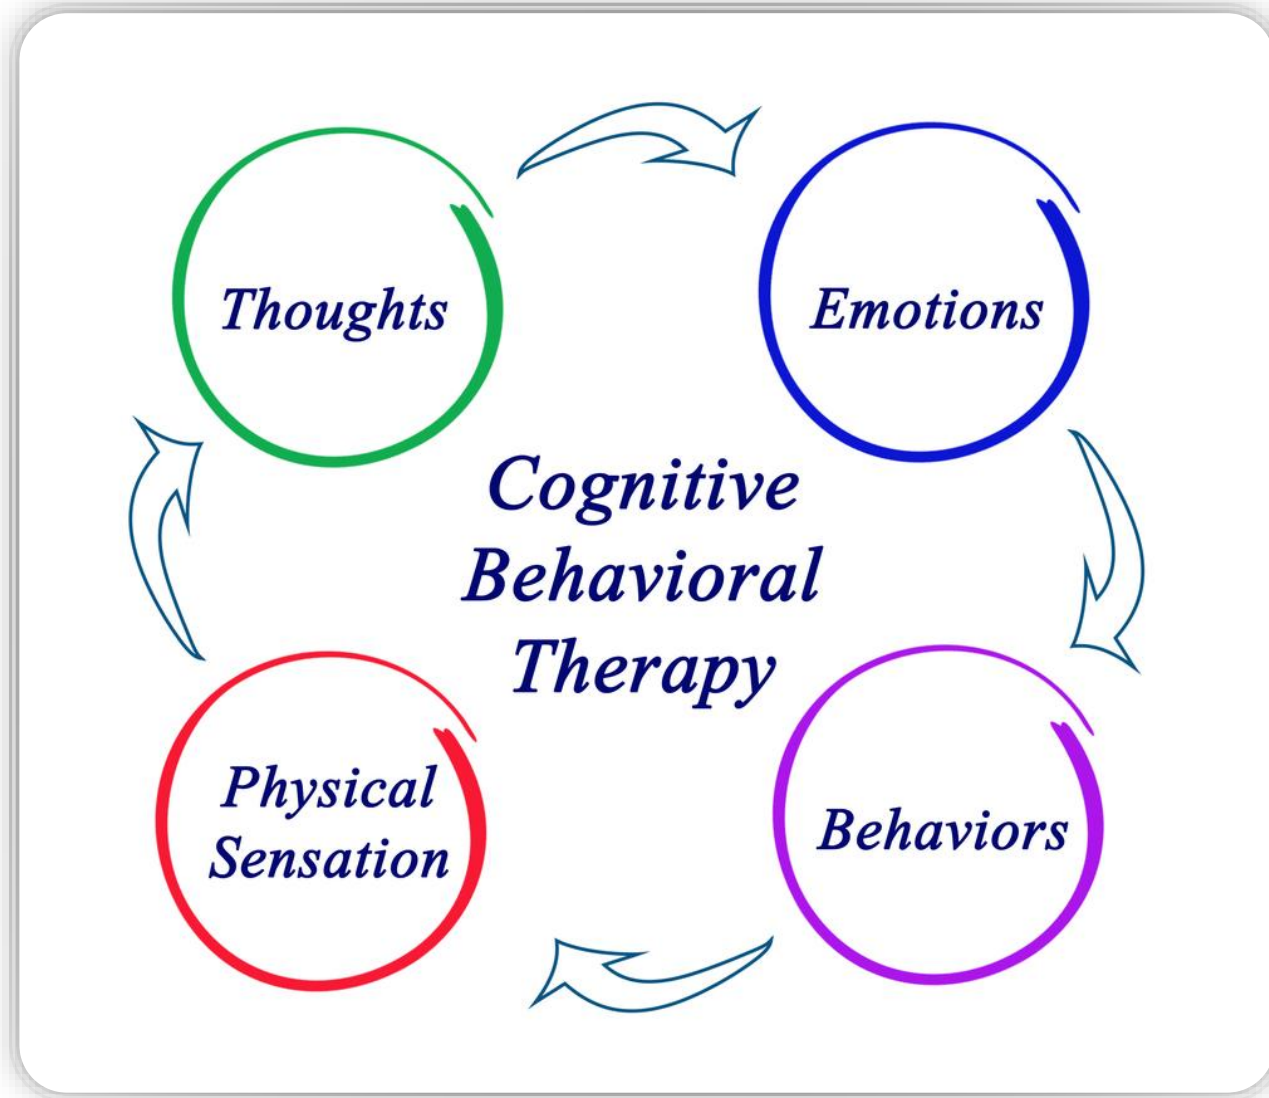 Thoughts
Emotions
Cognitive
Behavioral
Therapy
Physical
Sensation
Behaviors